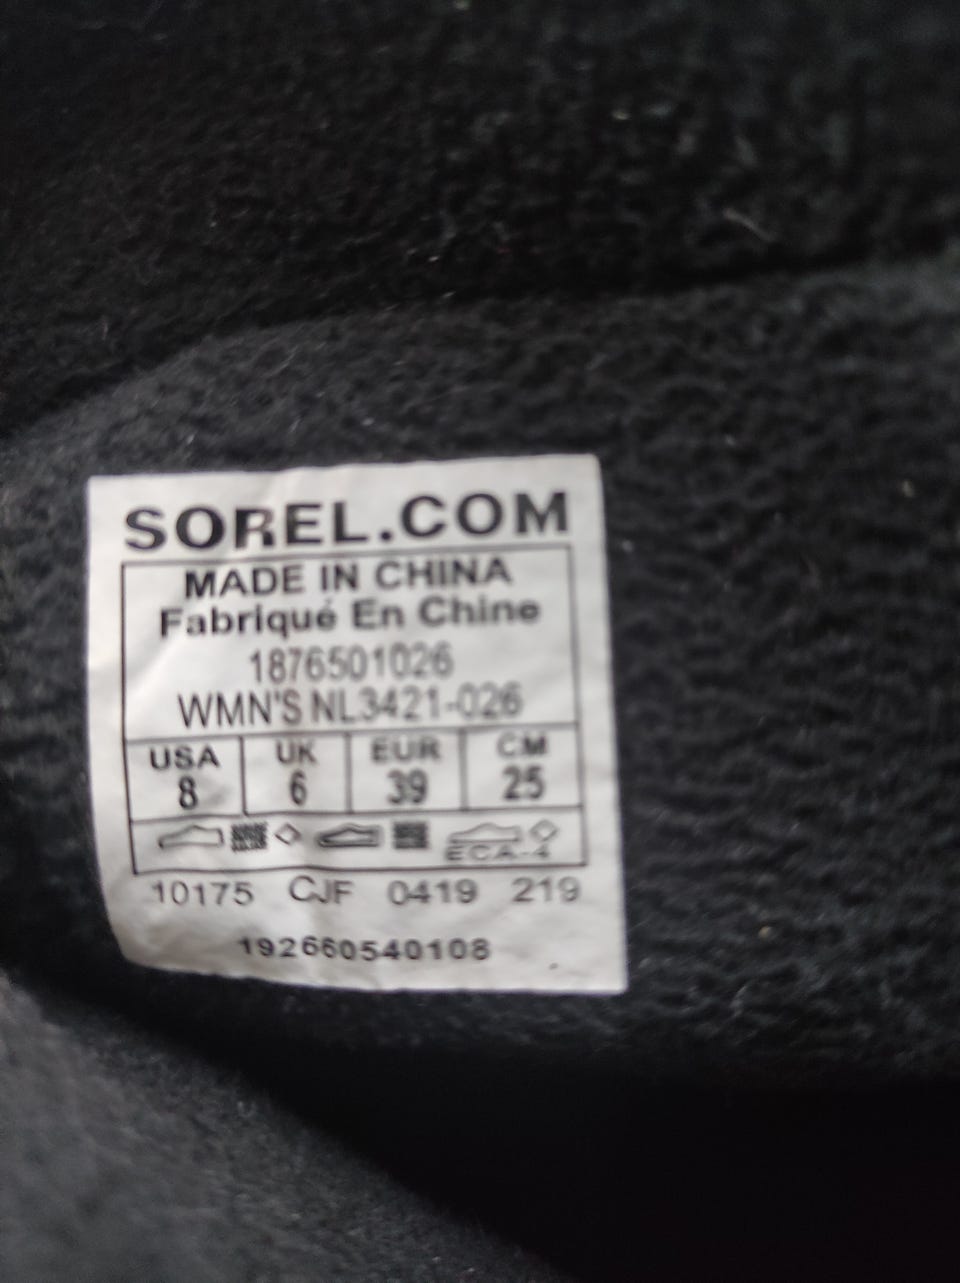 SOREL.COM
MADE IN CHINA
Fabriqué En Chine
1876501026
WMN'S NL3421-026
USA UK EUR CM
8 6 39 25
ECA-4
10175 CJF 0419 219
192660540108